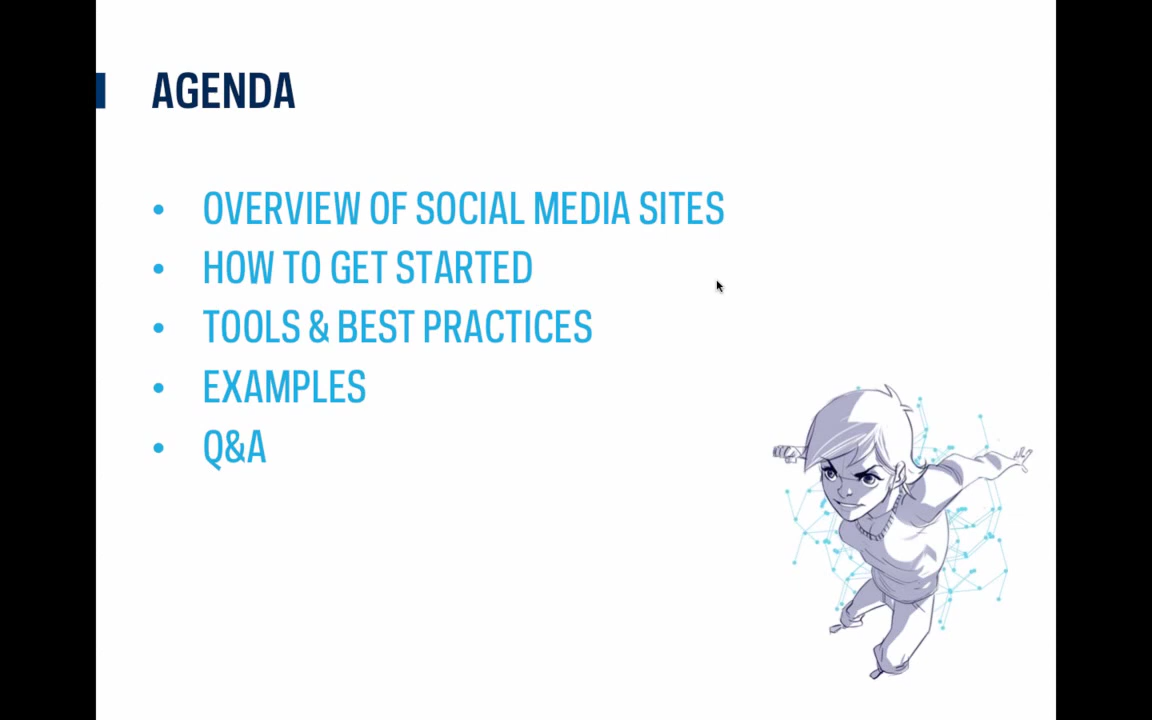 AGENDA
• OVERVIEW OF SOCIAL MEDIA SITES
• HOW TO GET STARTED
• TOOLS & BEST PRACTICES
• EXAMPLES
• Q&A